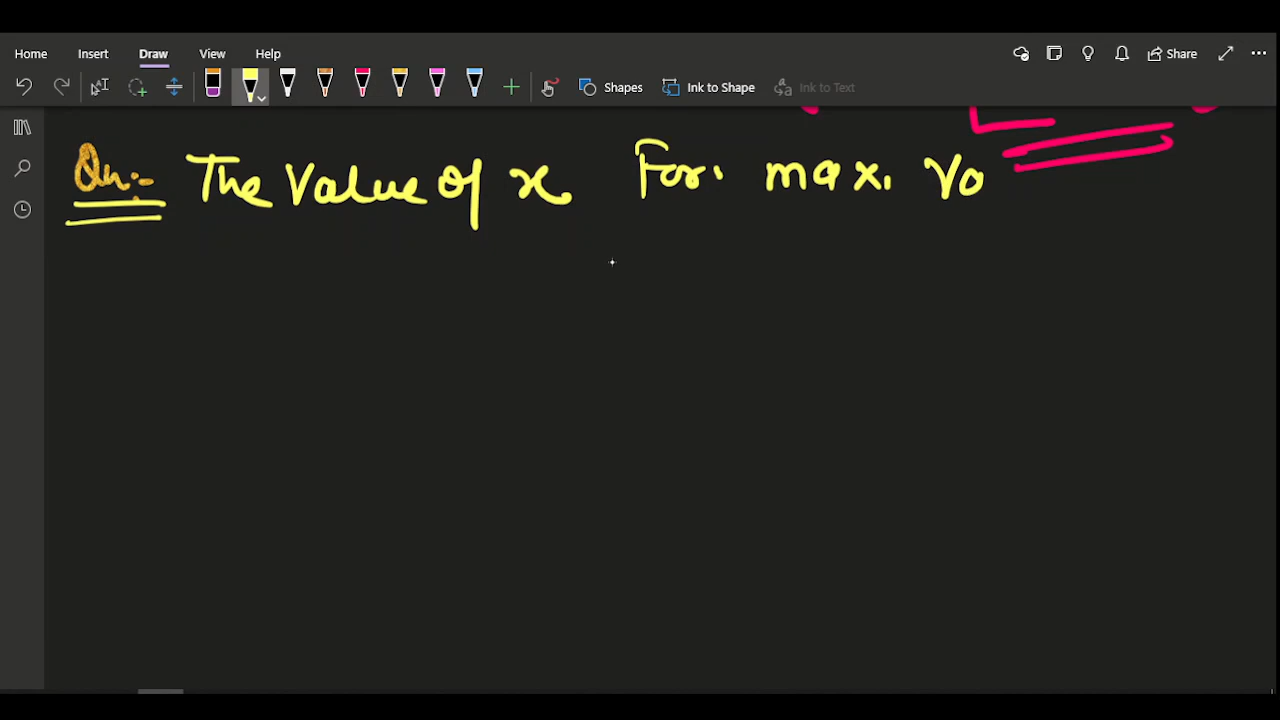 Home Insert Draw View Help
Share
Shapes Ink to Shape Ink to Text
Qn:- The Value of x For. max. Vo